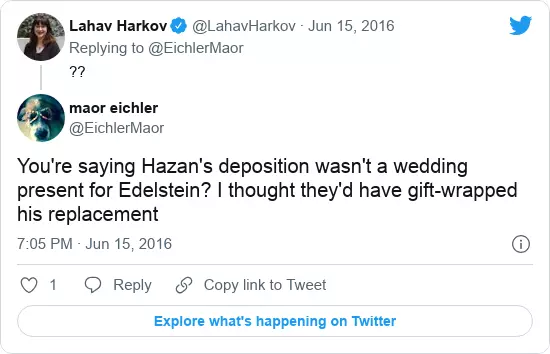 Lahav Harkov @LahavHarkov · Jun 15, 2016
Replying to @EichlerMaor
??
maor eichler
@EichlerMaor
You're saying Hazan's deposition wasn't a wedding
present for Edelstein? I thought they'd have gift-wrapped
his replacement
7:05 PM · Jun 15, 2016
1 Reply Copy link to Tweet
Explore what's happening on Twitter